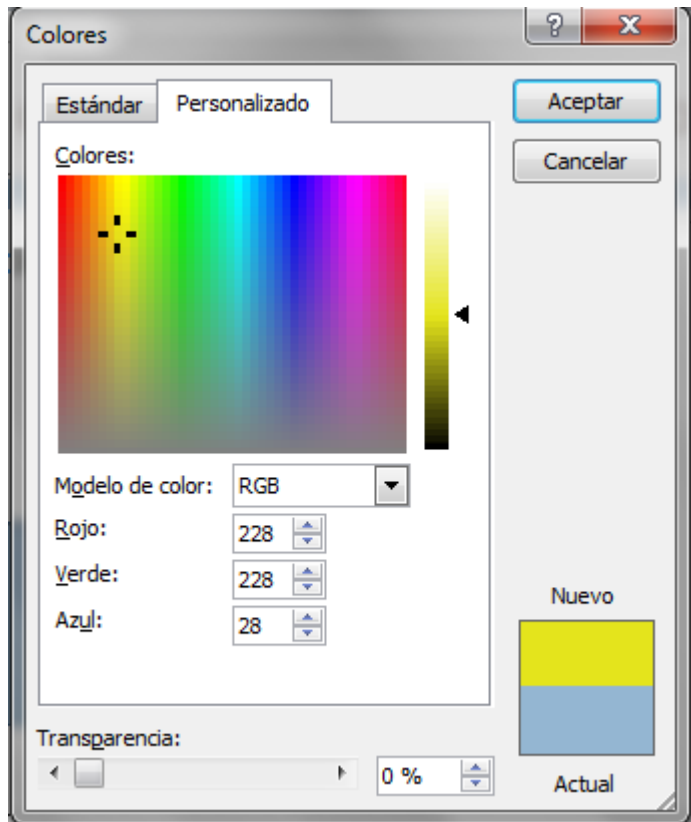 Colores
Estándar Personalizado
Aceptar
Cancelar
Colores:
Modelo de color: RGB
Rojo: 228
Verde: 228
Azul: 28
Nuevo
Actual
Transparencia:
0 %